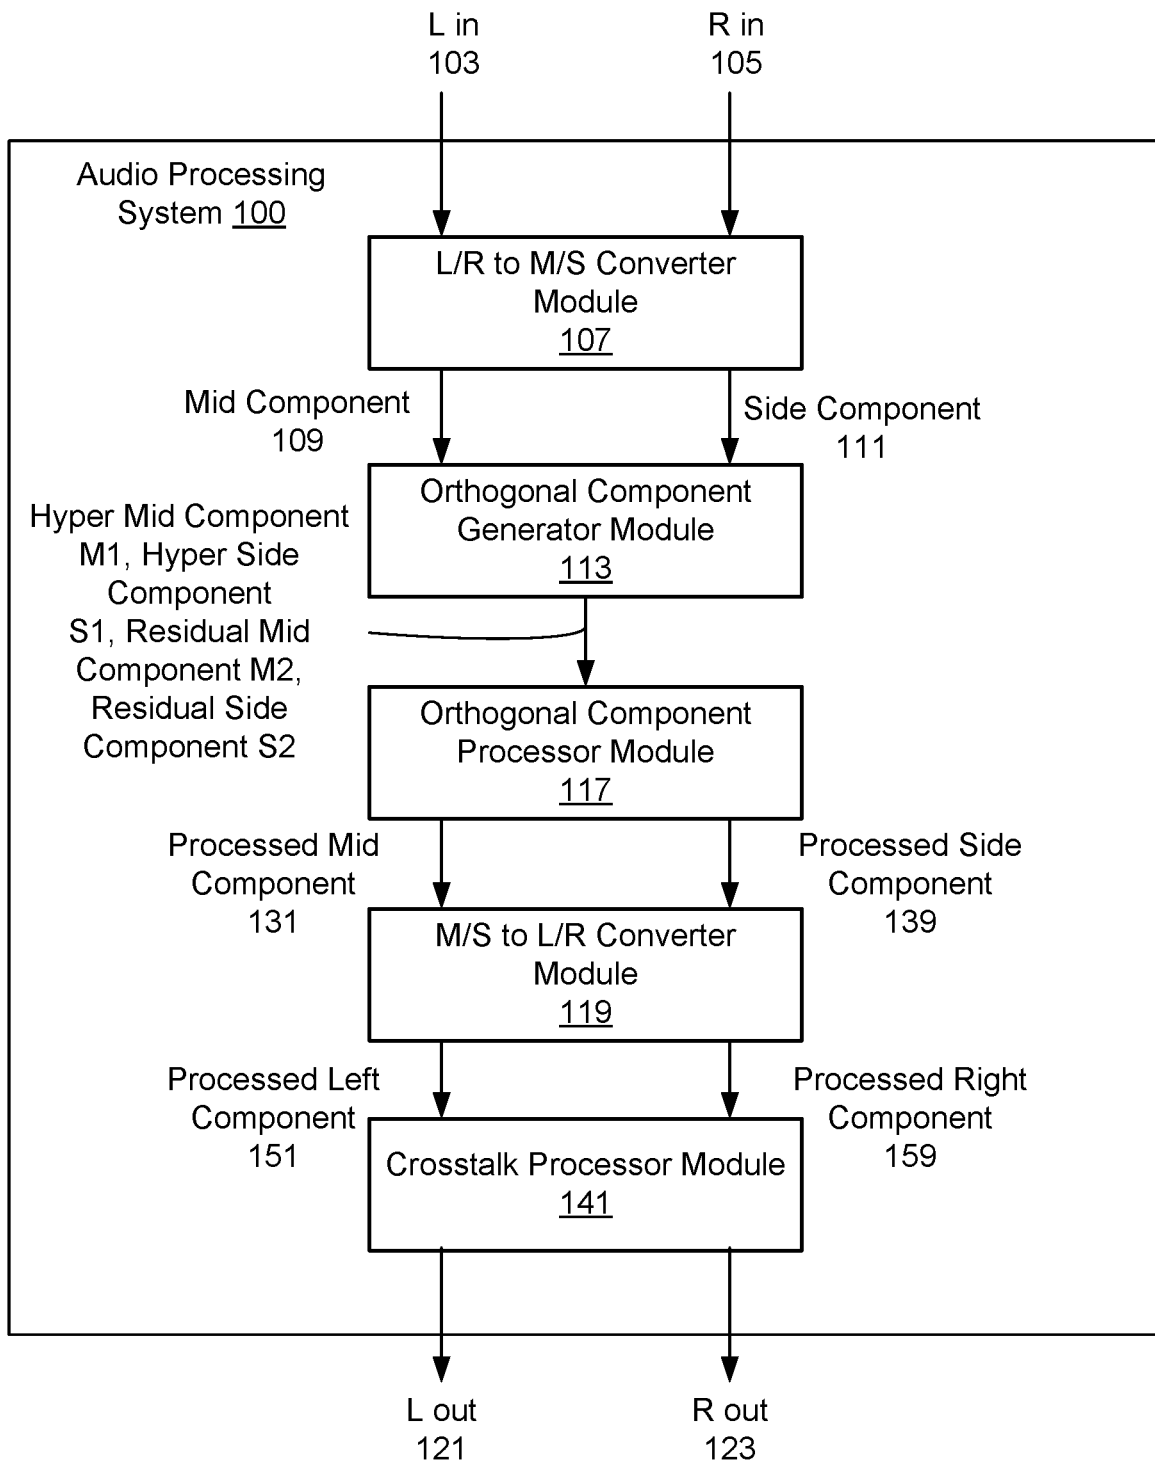 L in
103
R in
105
Audio Processing
System 100
L/R to M/S Converter
Module
107
Mid Component
109
Side Component
111
Orthogonal Component
Generator Module
113
Hyper Mid Component
M1, Hyper Side
Component
S1, Residual Mid
Component M2,
Residual Side
Component S2
Orthogonal Component
Processor Module
117
Processed Mid
Component
131
Processed Side
Component
139
M/S to L/R Converter
Module
119
Processed Left
Component
151
Processed Right
Component
159
Crosstalk Processor Module
141
L out
121
R out
123